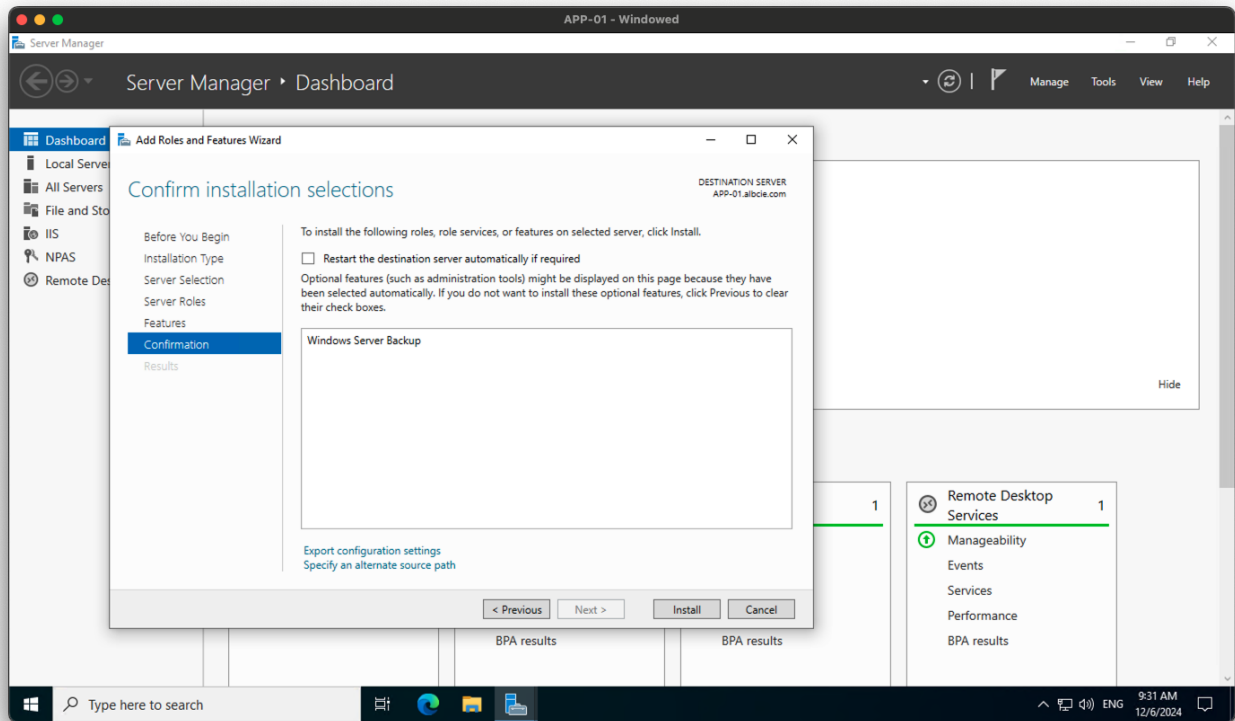 APP-01 - Windowed
Server Manager
Server Manager ‣ Dashboard
Manage
Tools
View
Help
Dashboard
Local Server
All Servers
File and Sto
IIS
NPAS
Remote Des
Add Roles and Features Wizard
Confirm installation selections
DESTINATION SERVER
APP-01.albcie.com
Before You Begin
Installation Type
Server Selection
Server Roles
Features
Confirmation
Results
To install the following roles, role services, or features on selected server, click Install.
Restart the destination server automatically if required
Optional features (such as administration tools) might be displayed on this page because they have
been selected automatically. If you do not want to install these optional features, click Previous to clear
their check boxes.
Windows Server Backup
Export configuration settings
Specify an alternate source path
< Previous
Next >
Install
Cancel
Hide
1
Remote Desktop
Services
1
Manageability
Events
Services
Performance
BPA results
BPA results
BPA results
Type here to search
ENG
9:31 AM
12/6/2024